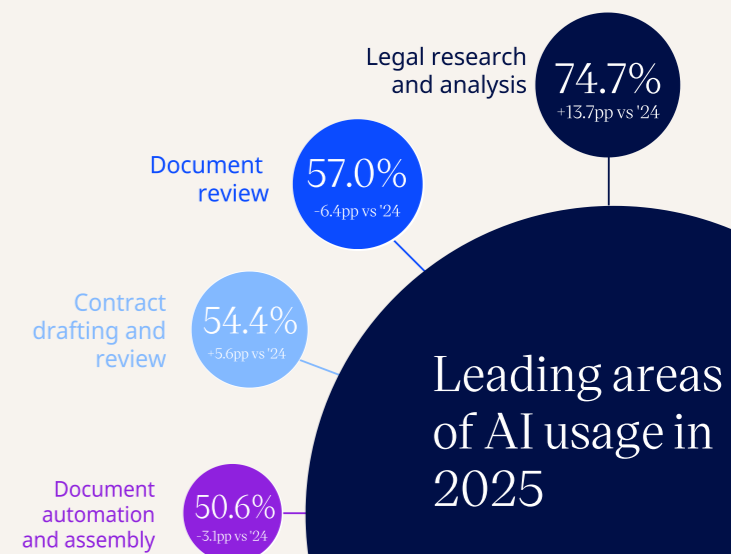 Legal research
and analysis
74.7%
+13.7pp vs '24
Document
review
57.0%
-6.4pp vs '24
Contract
drafting and
review
54.4%
+5.6pp vs '24
Leading areas
of AI usage in
2025
Document
automation
and assembly
50.6%
-3.1pp vs '24